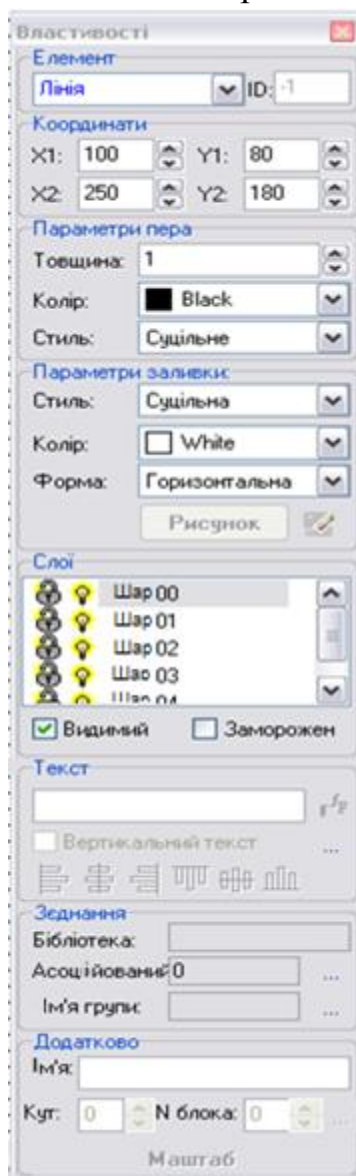 Властивості
Елемент
Лінія ID: -1
Координати
X1: 100 Y1: 80
X2: 250 Y2: 180
Параметри пера
Товщина: 1
Колір: Black
Стиль: Суцільне
Параметри заливки:
Стиль: Суцільна
Колір: White
Форма: Горизонтальна
Рисунок
Слої
Шар 00
Шар 01
Шар 02
Шар 03
Шар 04
Видимий Заморожен
Текст
Вертикальний текст ...
Зєднання
Бібліотека:
Асоційований 0 ...
Ім'я групи: ...
Додатково
Ім'я:
Кут: 0 N блока: 0 ...
Маштаб